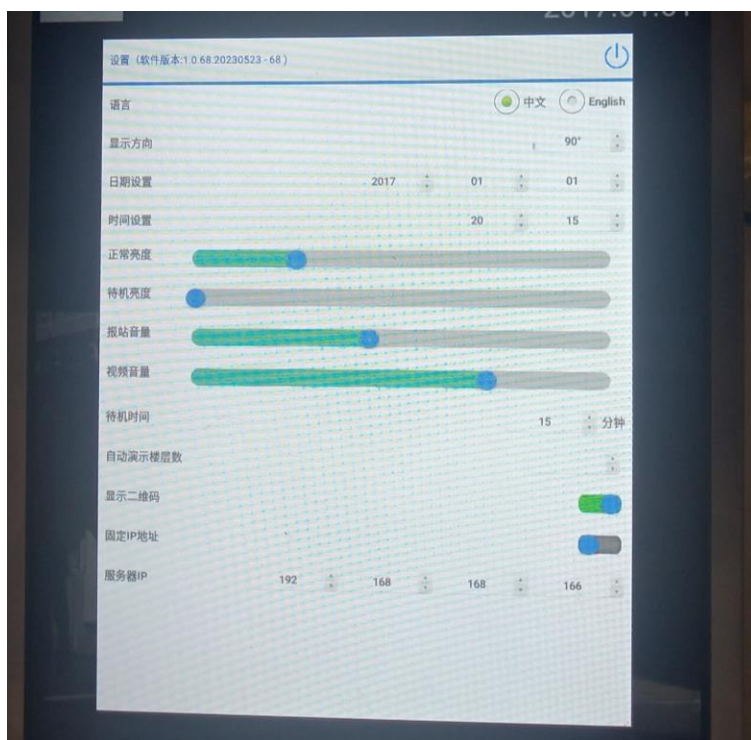 2017.01.01
设置（软件版本:1.0.68.20230523 - 68 )
语言 中文 English
显示方向 90°
日期设置 2017 01 01
时间设置 20 15
正常亮度
待机亮度
报站音量
视频音量
待机时间 15 分钟
自动演示楼层数
显示二维码
固定IP地址
服务器IP 192 168 168 166